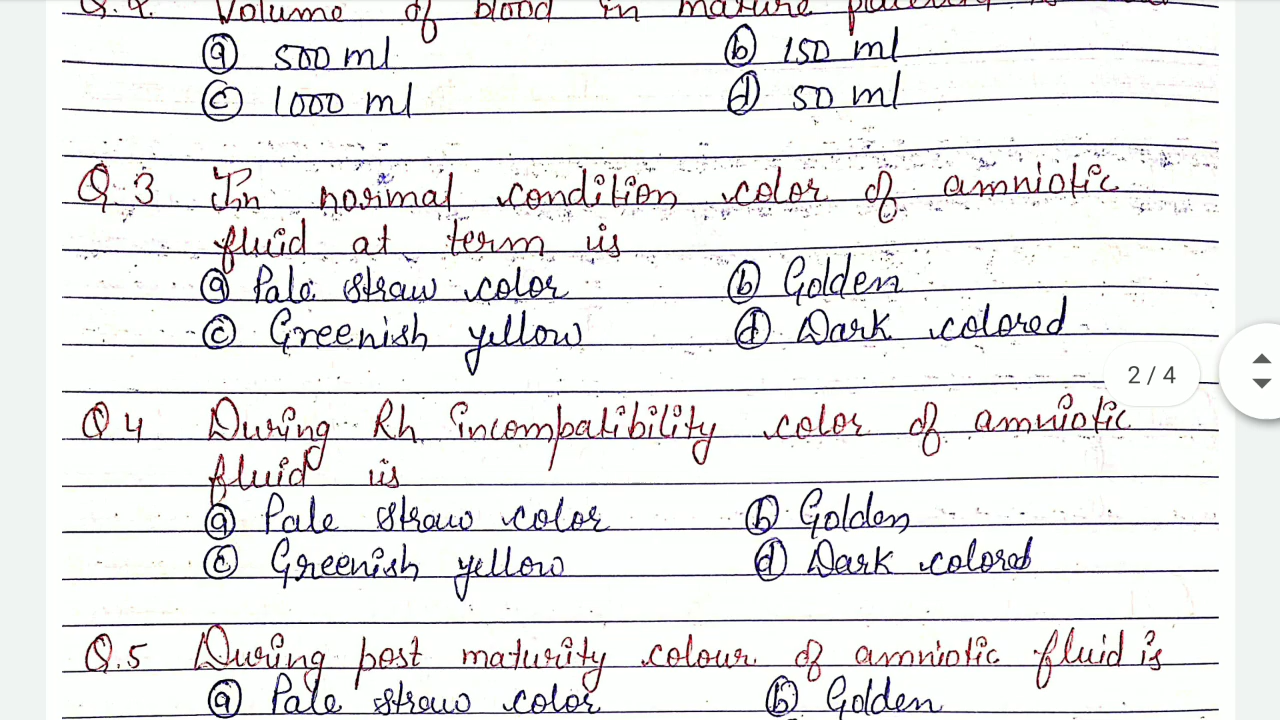 Volume of blood in mature
ⓐ 500 ml ⓑ 150 ml
ⓒ 1000 ml ⓓ 50 ml
Q.3 In normal condition color of amniotic
fluid at term is
ⓐ Pale straw color ⓑ Golden
ⓒ Greenish yellow ⓓ Dark colored
2/4
Q4 During Rh incompatibility color of amniotic
fluid is
ⓐ Pale straw color ⓑ Golden
ⓒ Greenish yellow ⓓ Dark colored
Q.5 During post maturity colour of amniotic fluid is
ⓐ Pale straw color ⓑ Golden